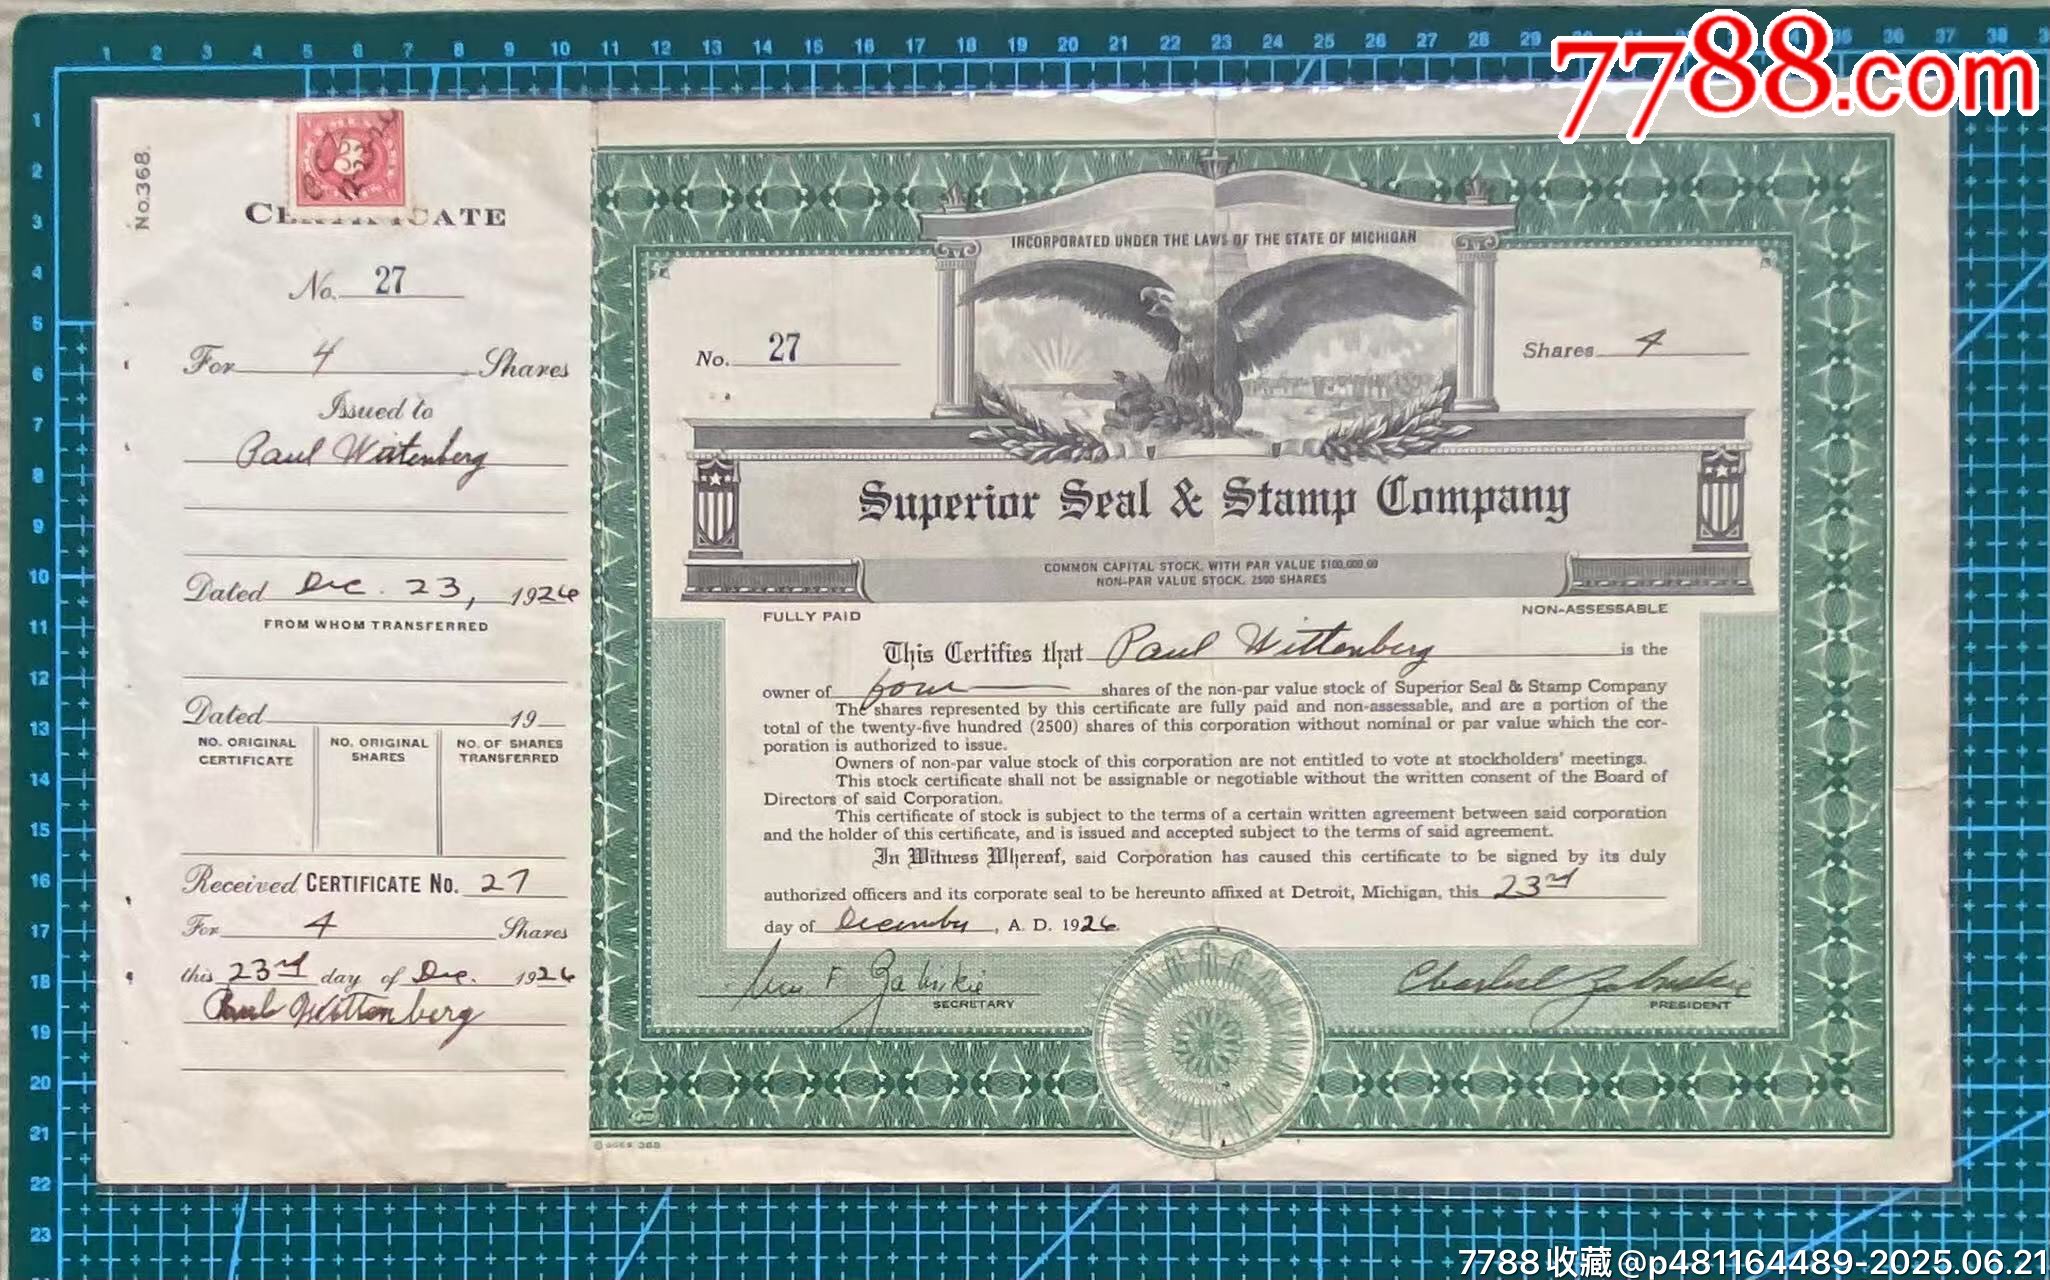 7788.com
No.368.
CERTIFICATE
No. 27
For 4 Shares
Issued to
Paul Wittenberg
Dated Dec. 23, 1926
FROM WHOM TRANSFERRED
Dated 19
NO. ORIGINAL CERTIFICATE
NO. ORIGINAL SHARES
NO. OF SHARES TRANSFERRED
Received CERTIFICATE No. 27
For 4 Shares
this 23rd day of Dec. 1926
Paul Wittenberg
INCORPORATED UNDER THE LAWS OF THE STATE OF MICHIGAN
No. 27
Shares 4
Superior Seal & Stamp Company
COMMON CAPITAL STOCK, WITH PAR VALUE $100,000.00
NON-PAR VALUE STOCK, 2500 SHARES
FULLY PAID
NON-ASSESSABLE
This Certifies that Paul Wittenberg is the
owner of four shares of the non-par value stock of Superior Seal & Stamp Company
The shares represented by this certificate are fully paid and non-assessable, and are a portion of the
total of the twenty-five hundred (2500) shares of this corporation without nominal or par value which the cor-
poration is authorized to issue.
Owners of non-par value stock of this corporation are not entitled to vote at stockholders' meetings.
This stock certificate shall not be assignable or negotiable without the written consent of the Board of
Directors of said Corporation.
This certificate of stock is subject to the terms of a certain written agreement between said corporation
and the holder of this certificate, and is issued and accepted subject to the terms of said agreement.
In Witness Whereof, said Corporation has caused this certificate to be signed by its duly
authorized officers and its corporate seal to be hereunto affixed at Detroit, Michigan, this 23rd
day of December, A. D. 1926.
F. Zabriskie
SECRETARY
Zabriskie
PRESIDENT
7788收藏@p481164489-2025.06.21